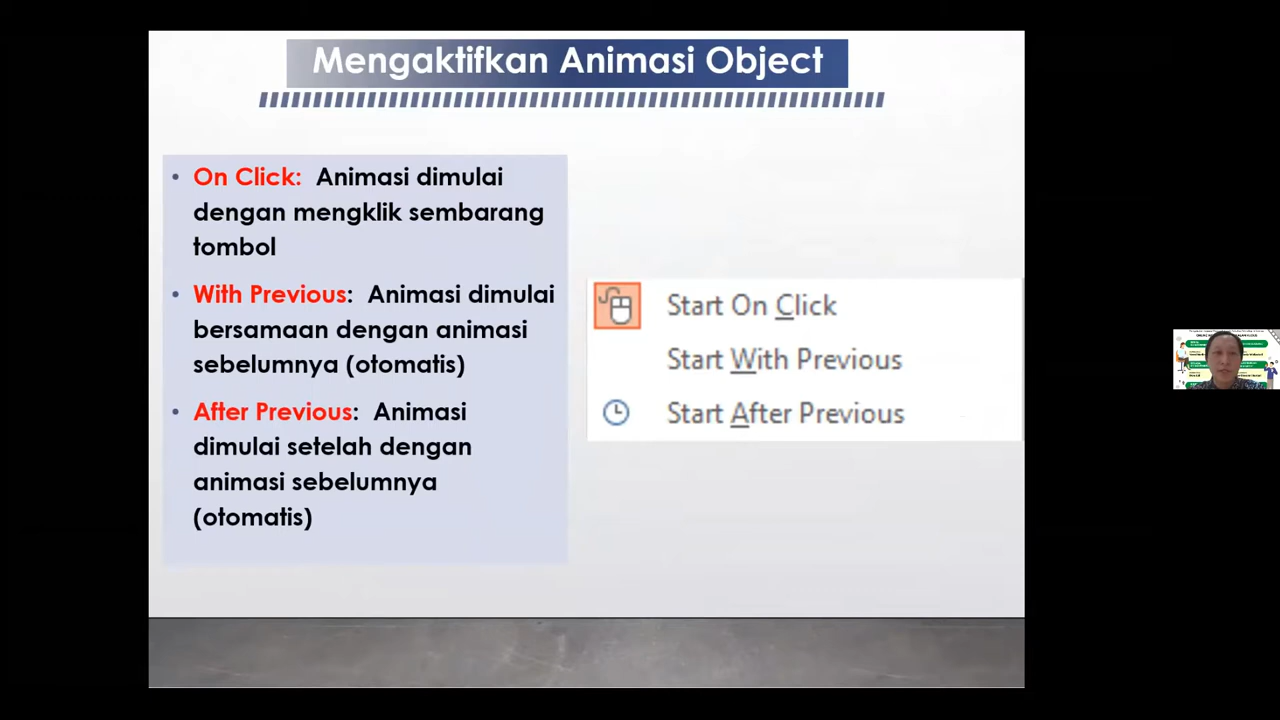 Mengaktifkan Animasi Object
• On Click: Animasi dimulai
dengan mengklik sembarang
tombol
• With Previous: Animasi dimulai
bersamaan dengan animasi
sebelumnya (otomatis)
• After Previous: Animasi
dimulai setelah dengan
animasi sebelumnya
(otomatis)
Start On Click
Start With Previous
Start After Previous